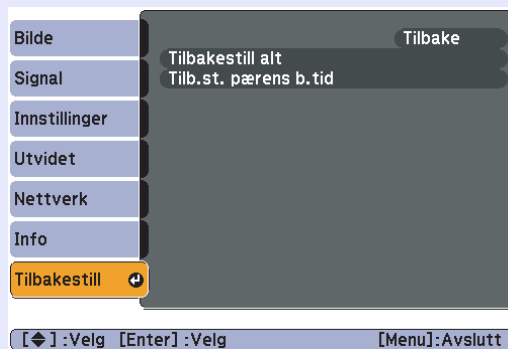 Bilde
Signal
Innstillinger
Utvidet
Nettverk
Info
Tilbakestill
Tilbake
Tilbakestill alt
Tilb.st. pærens b.tid
[◆] :Velg [Enter] :Velg [Menu]:Avslutt